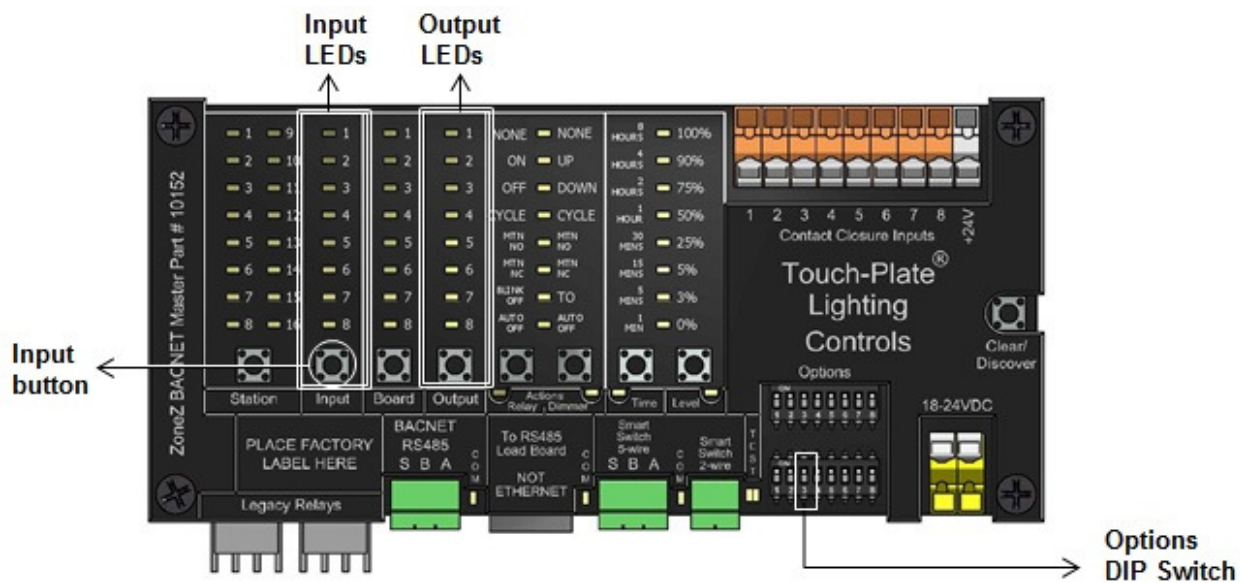 Input
LEDs
Output
LEDs
Input
button
Options
DIP Switch
ZoneZ BACNET Master Part # 10152
1 9 1 1 1 NONE NONE 8 HOURS 100%
2 10 2 2 2 ON UP 4 HOURS 90%
3 11 3 3 3 OFF DOWN 2 HOURS 75%
4 12 4 4 4 CYCLE CYCLE 1 HOUR 50%
5 13 5 5 5 MTN NO MTN NO 30 MINS 25%
6 14 6 6 6 MTN NC MTN NC 15 MINS 5%
7 15 7 7 7 BLINK OFF TO 5 MINS 3%
8 16 8 8 8 AUTO OFF AUTO OFF 1 MIN 0%
Station Input Board Output
Actions
Relay Dimmer
Time Level
1 2 3 4 5 6 7 8 +24V
Contact Closure Inputs
Touch-Plate®
Lighting
Controls
Clear/
Discover
Options
ON
ON
18-24VDC
PLACE FACTORY
LABEL HERE
Legacy Relays
BACNET
RS485
S B A
COM
To RS485
Load Board
NOT
ETHERNET
COM
Smart
Switch
5-wire
S B A
COM
Smart
Switch
2-wire
TEST